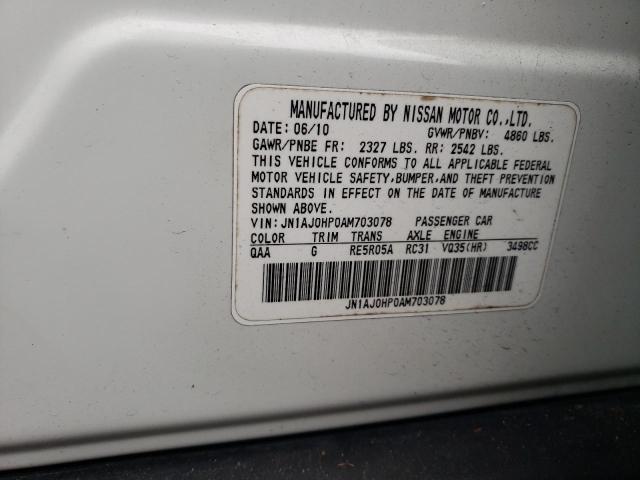 MANUFACTURED BY NISSAN MOTOR CO.,LTD.
DATE: 06/10 GVWR/PNBV: 4860 LBS.
GAWR/PNBE FR: 2327 LBS. RR: 2542 LBS.
THIS VEHICLE CONFORMS TO ALL APPLICABLE FEDERAL
MOTOR VEHICLE SAFETY,BUMPER,AND THEFT PREVENTION
STANDARDS IN EFFECT ON THE DATE OF MANUFACTURE
SHOWN ABOVE.
VIN: JN1AJ0HP0AM703078 PASSENGER CAR
COLOR TRIM TRANS AXLE ENGINE
QAA G RE5R05A RC31 VQ35(HR) 3498CC
JN1AJ0HP0AM703078